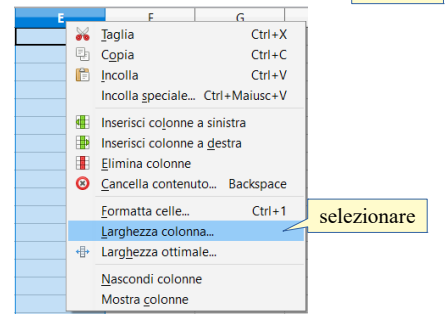 E F G
Taglia Ctrl+X
Copia Ctrl+C
Incolla Ctrl+V
Incolla speciale... Ctrl+Maiusc+V
Inserisci colonne a sinistra
Inserisci colonne a destra
Elimina colonne
Cancella contenuto... Backspace
Formatta celle... Ctrl+1
Larghezza colonna...
selezionare
Larghezza ottimale...
Nascondi colonne
Mostra colonne